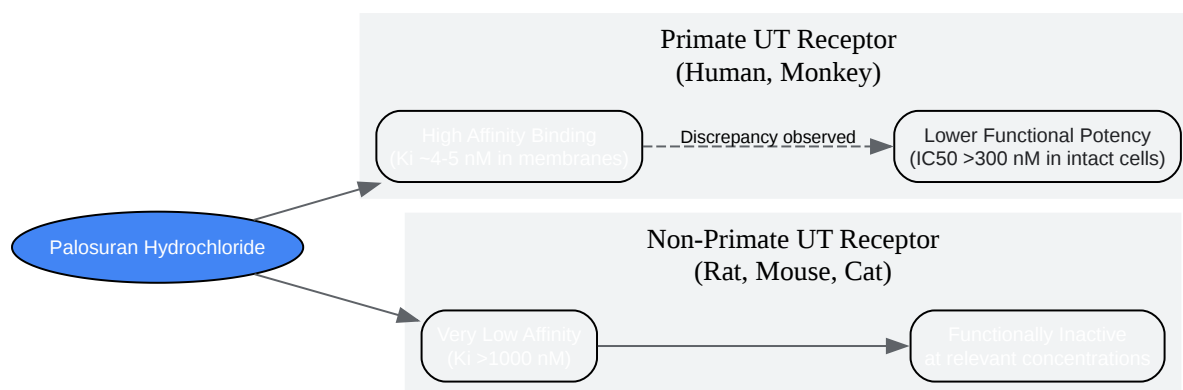 Primate UT Receptor
(Human, Monkey)
High Affinity Binding
(Ki ~4-5 nM in membranes)
Discrepancy observed
Lower Functional Potency
(IC50 >300 nM in intact cells)
Palosuran Hydrochloride
Non-Primate UT Receptor
(Rat, Mouse, Cat)
Very Low Affinity
(Ki >1000 nM)
Functionally Inactive
at relevant concentrations